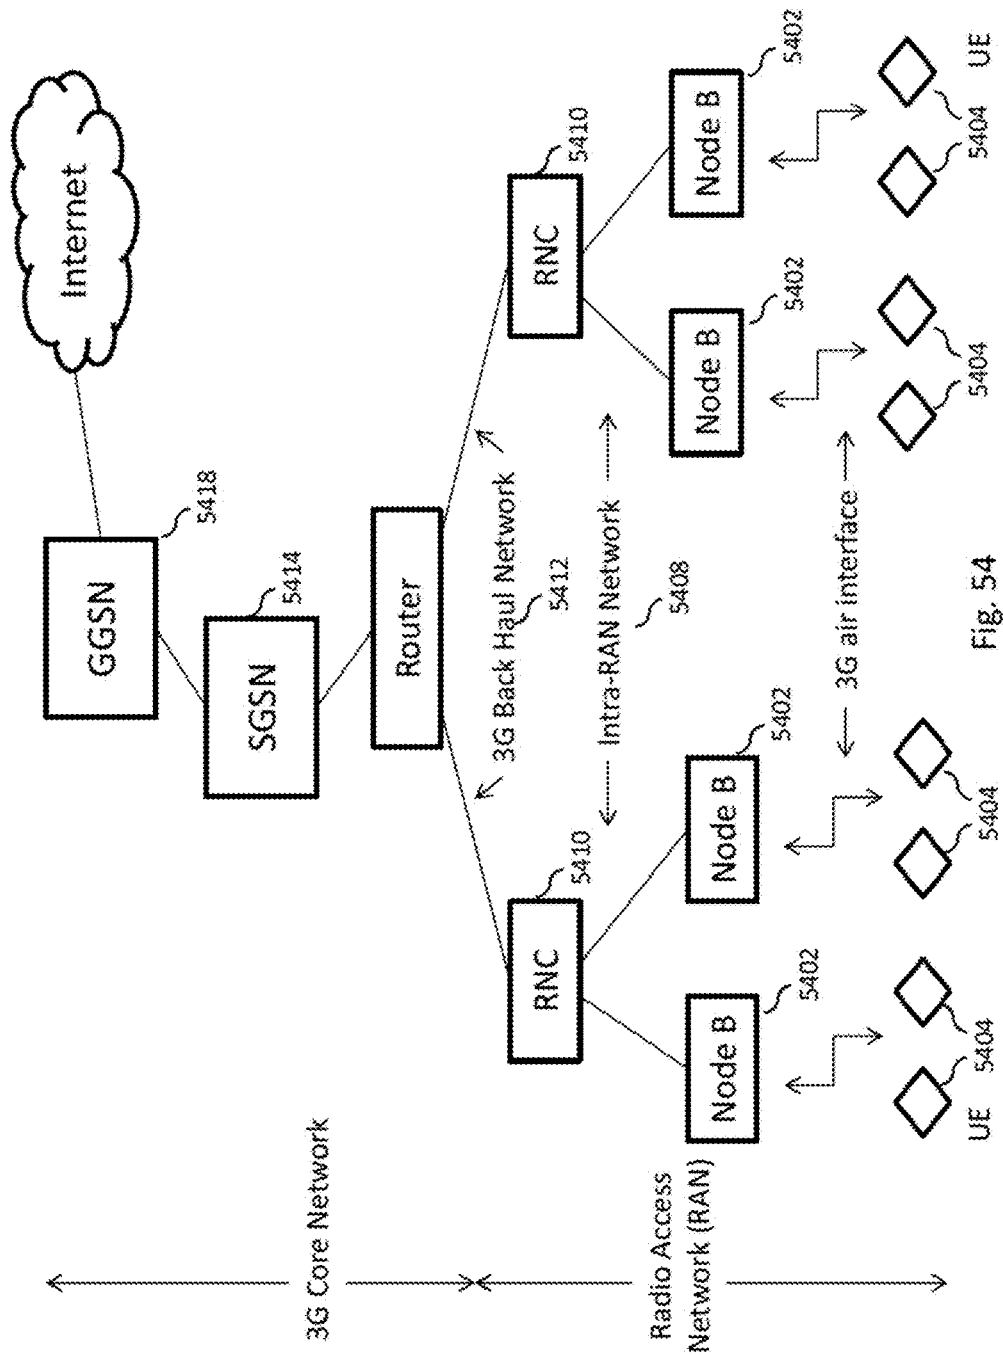 Internet
GGSN
5418
SGSN
5414
Router
3G Core Network
3G Back Haul Network
5412
RNC
5410
RNC
5410
Intra-RAN Network
5408
Radio Access
Network (RAN)
Node B
5402
Node B
5402
Node B
5402
Node B
5402
3G air interface
UE
5404
5404
5404
5404
5404
5404
5404
5404
UE
Fig. 54